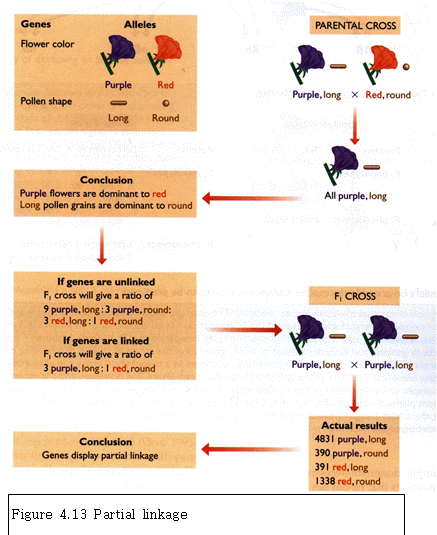 Genes Alleles
Flower color
Purple Red
Pollen shape
Long Round
PARENTAL CROSS
Purple, long × Red, round
All purple, long
Conclusion
Purple flowers are dominant to red
Long pollen grains are dominant to round
If genes are unlinked
F1 cross will give a ratio of
9 purple, long : 3 purple, round:
3 red, long : 1 red, round
If genes are linked
F1 cross will give a ratio of
3 purple, long : 1 red, round
F1 CROSS
Purple, long × Purple, long
Actual results
4831 purple, long
390 purple, round
391 red, long
1338 red, round
Conclusion
Genes display partial linkage
Figure 4.13 Partial linkage